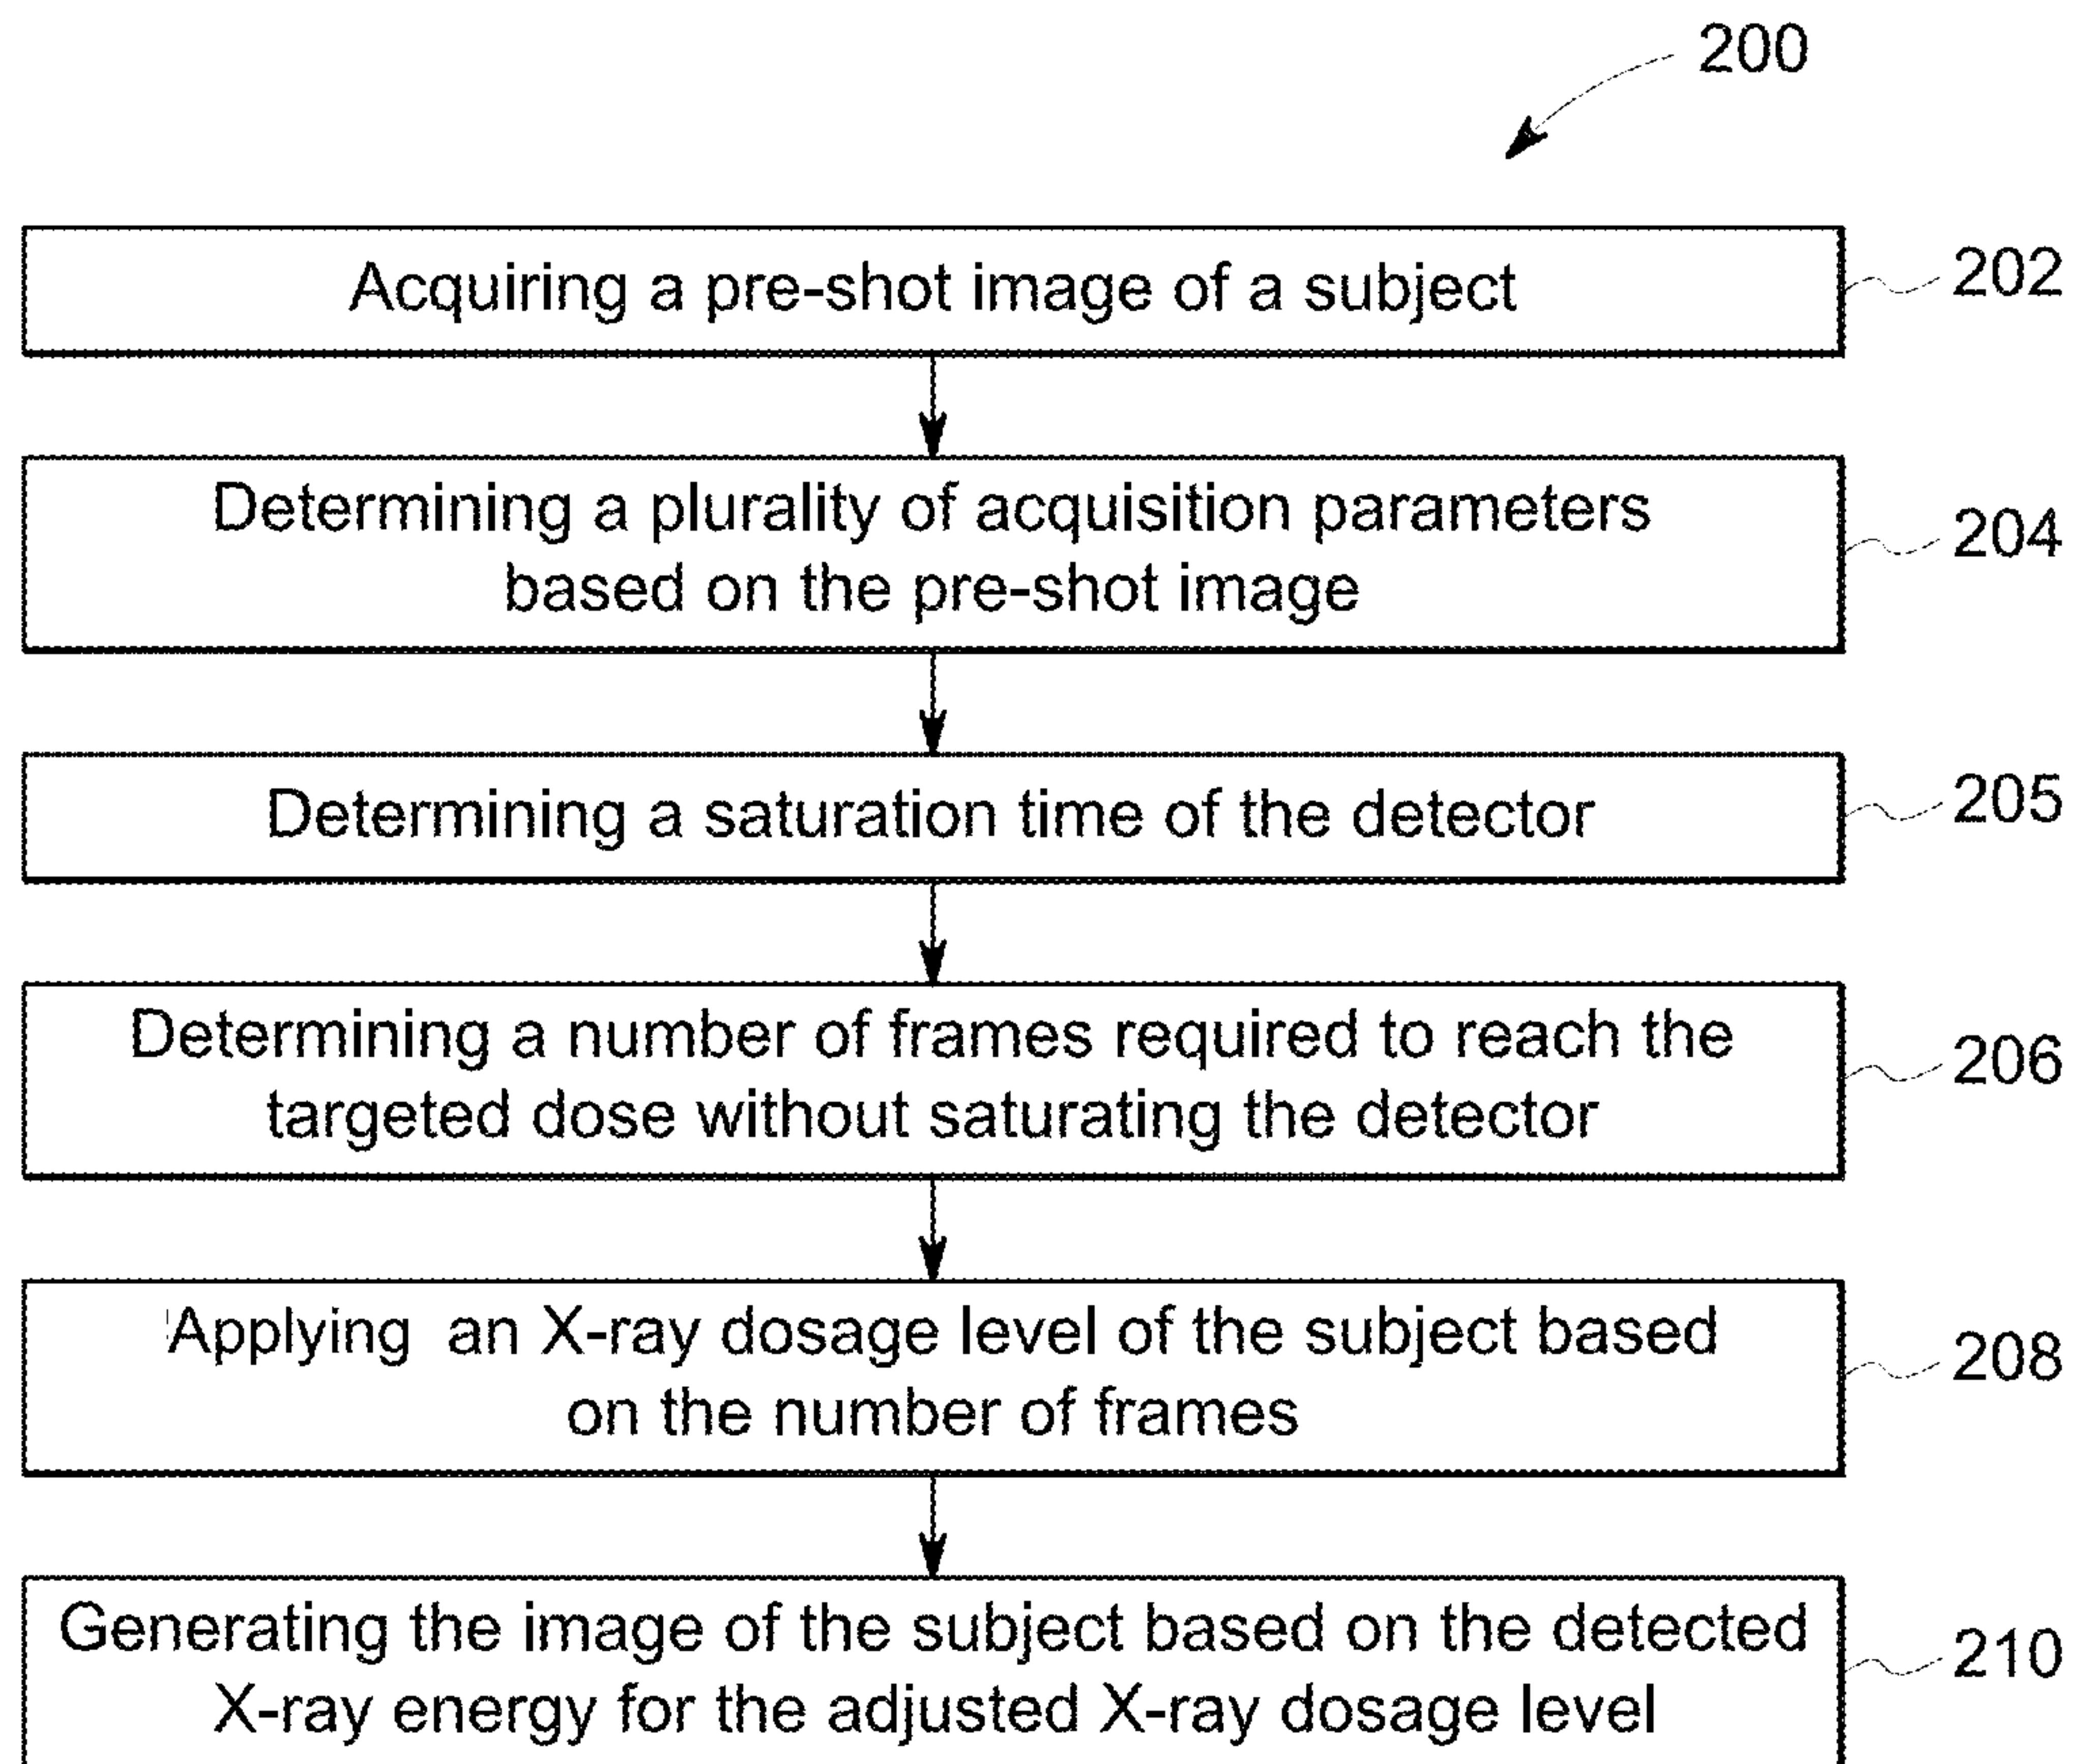 200
Acquiring a pre-shot image of a subject
202
Determining a plurality of acquisition parameters
based on the pre-shot image
204
Determining a saturation time of the detector
205
Determining a number of frames required to reach the
targeted dose without saturating the detector
206
Applying an X-ray dosage level of the subject based
on the number of frames
208
Generating the image of the subject based on the detected
X-ray energy for the adjusted X-ray dosage level
210